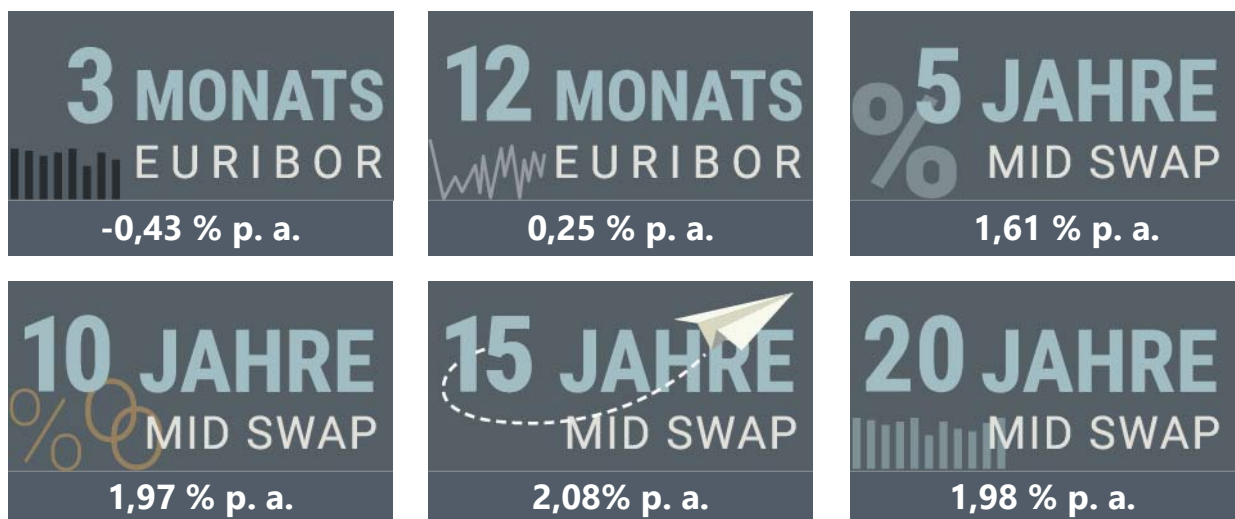 3 MONATS
EURIBOR
-0,43 % p. a.
12 MONATS
EURIBOR
0,25 % p. a.
% 5 JAHRE
MID SWAP
1,61 % p. a.
10 JAHRE
%o MID SWAP
1,97 % p. a.
15 JAHRE
MID SWAP
2,08% p. a.
20 JAHRE
MID SWAP
1,98 % p. a.